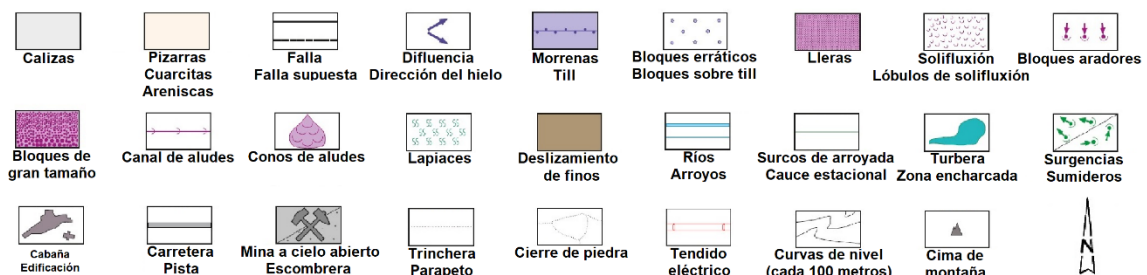 Calizas
Pizarras
Cuarcitas
Areniscas
Falla
Falla supuesta
Difluencia
Dirección del hielo
Morrenas
Till
Bloques erráticos
Bloques sobre till
Lleras
Solifluxión
Lóbulos de solifluxión
Bloques aradores
Bloques de
gran tamaño
Canal de aludes
Conos de aludes
Lapiaces
Deslizamiento
de finos
Ríos
Arroyos
Surcos de arroyada
Cauce estacional
Turbera
Zona encharcada
Surgencias
Sumideros
Cabaña
Edificación
Carretera
Pista
Mina a cielo abierto
Escombrera
Trinchera
Parapeto
Cierre de piedra
Tendido
eléctrico
Curvas de nivel
(cada 100 metros)
Cima de
montaña
N